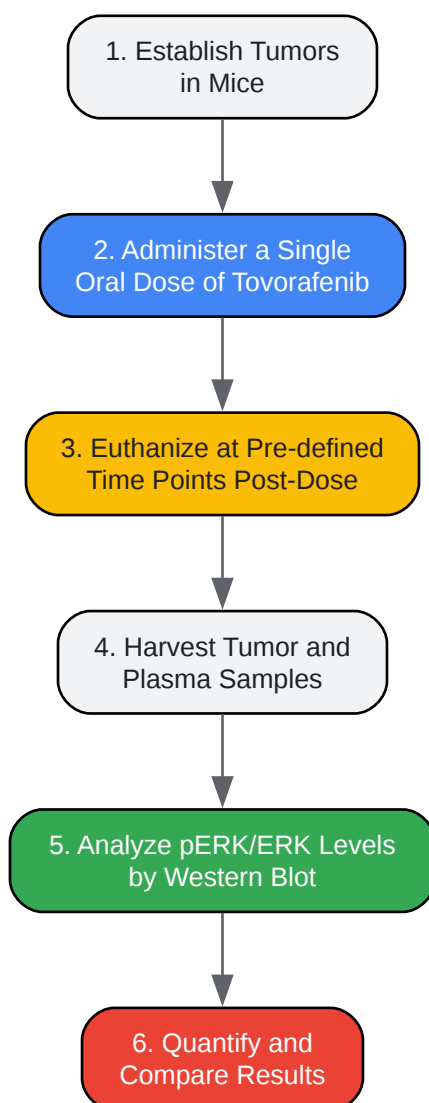 1. Establish Tumors
in Mice
2. Administer a Single
Oral Dose of Tovorafenib
3. Euthanize at Pre-defined
Time Points Post-Dose
4. Harvest Tumor and
Plasma Samples
5. Analyze pERK/ERK Levels
by Western Blot
6. Quantify and
Compare Results